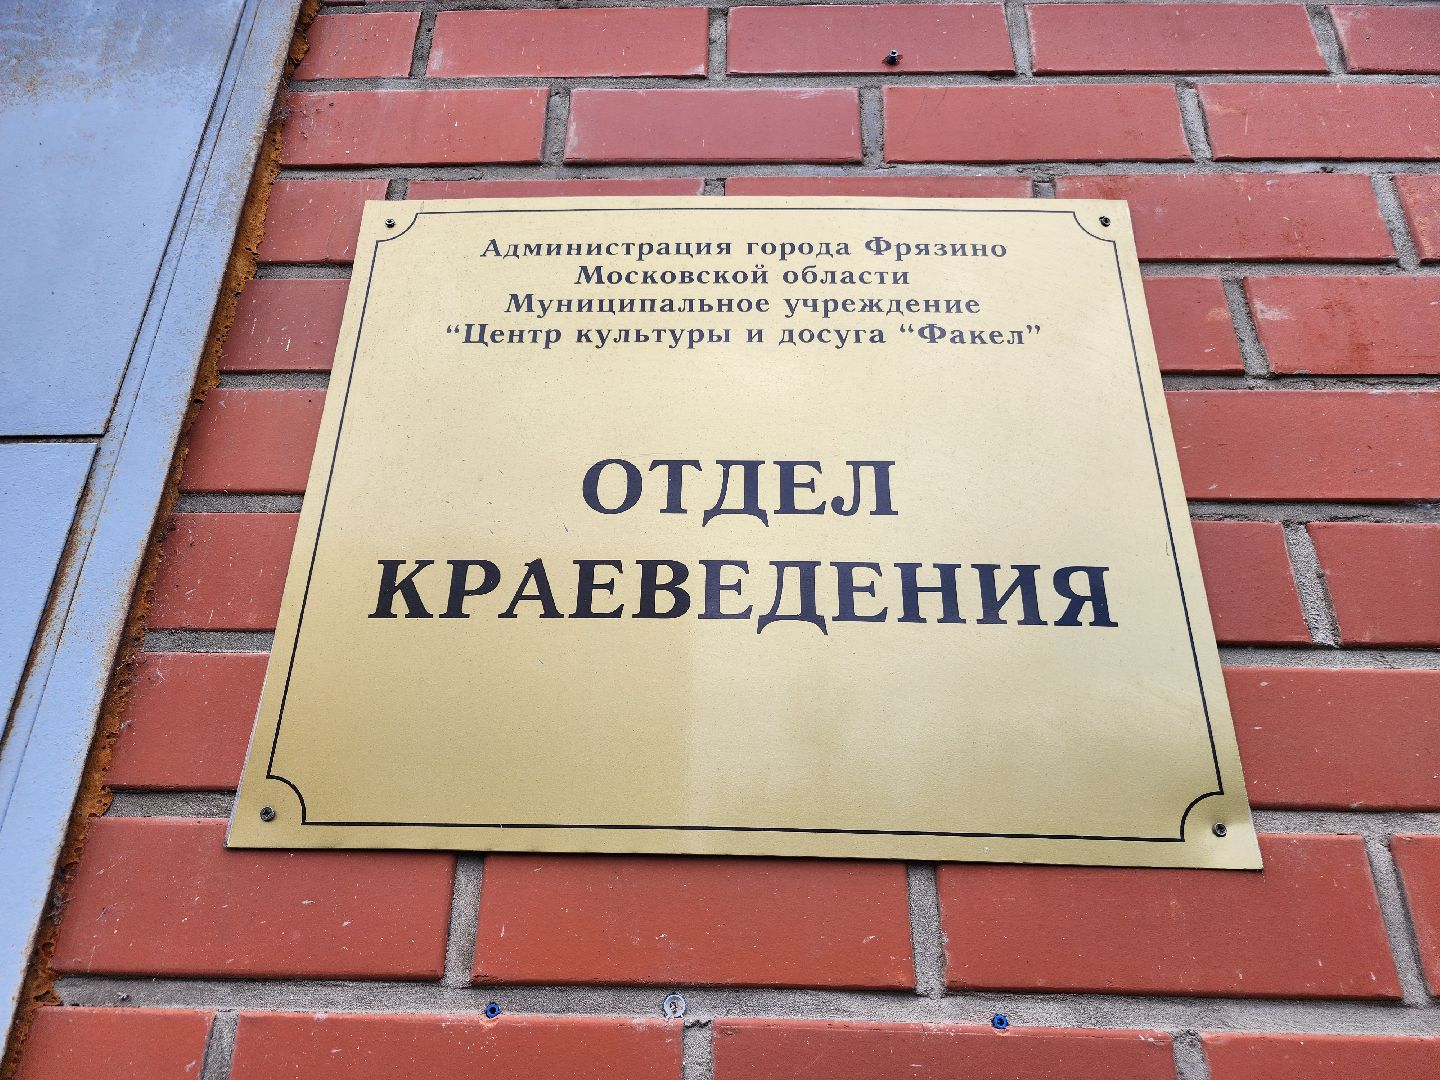 Администрация города Фрязино
Московской области
Муниципальное учреждение
“Центр культуры и досуга “Факел”
ОТДЕЛ
КРАЕВЕДЕНИЯ